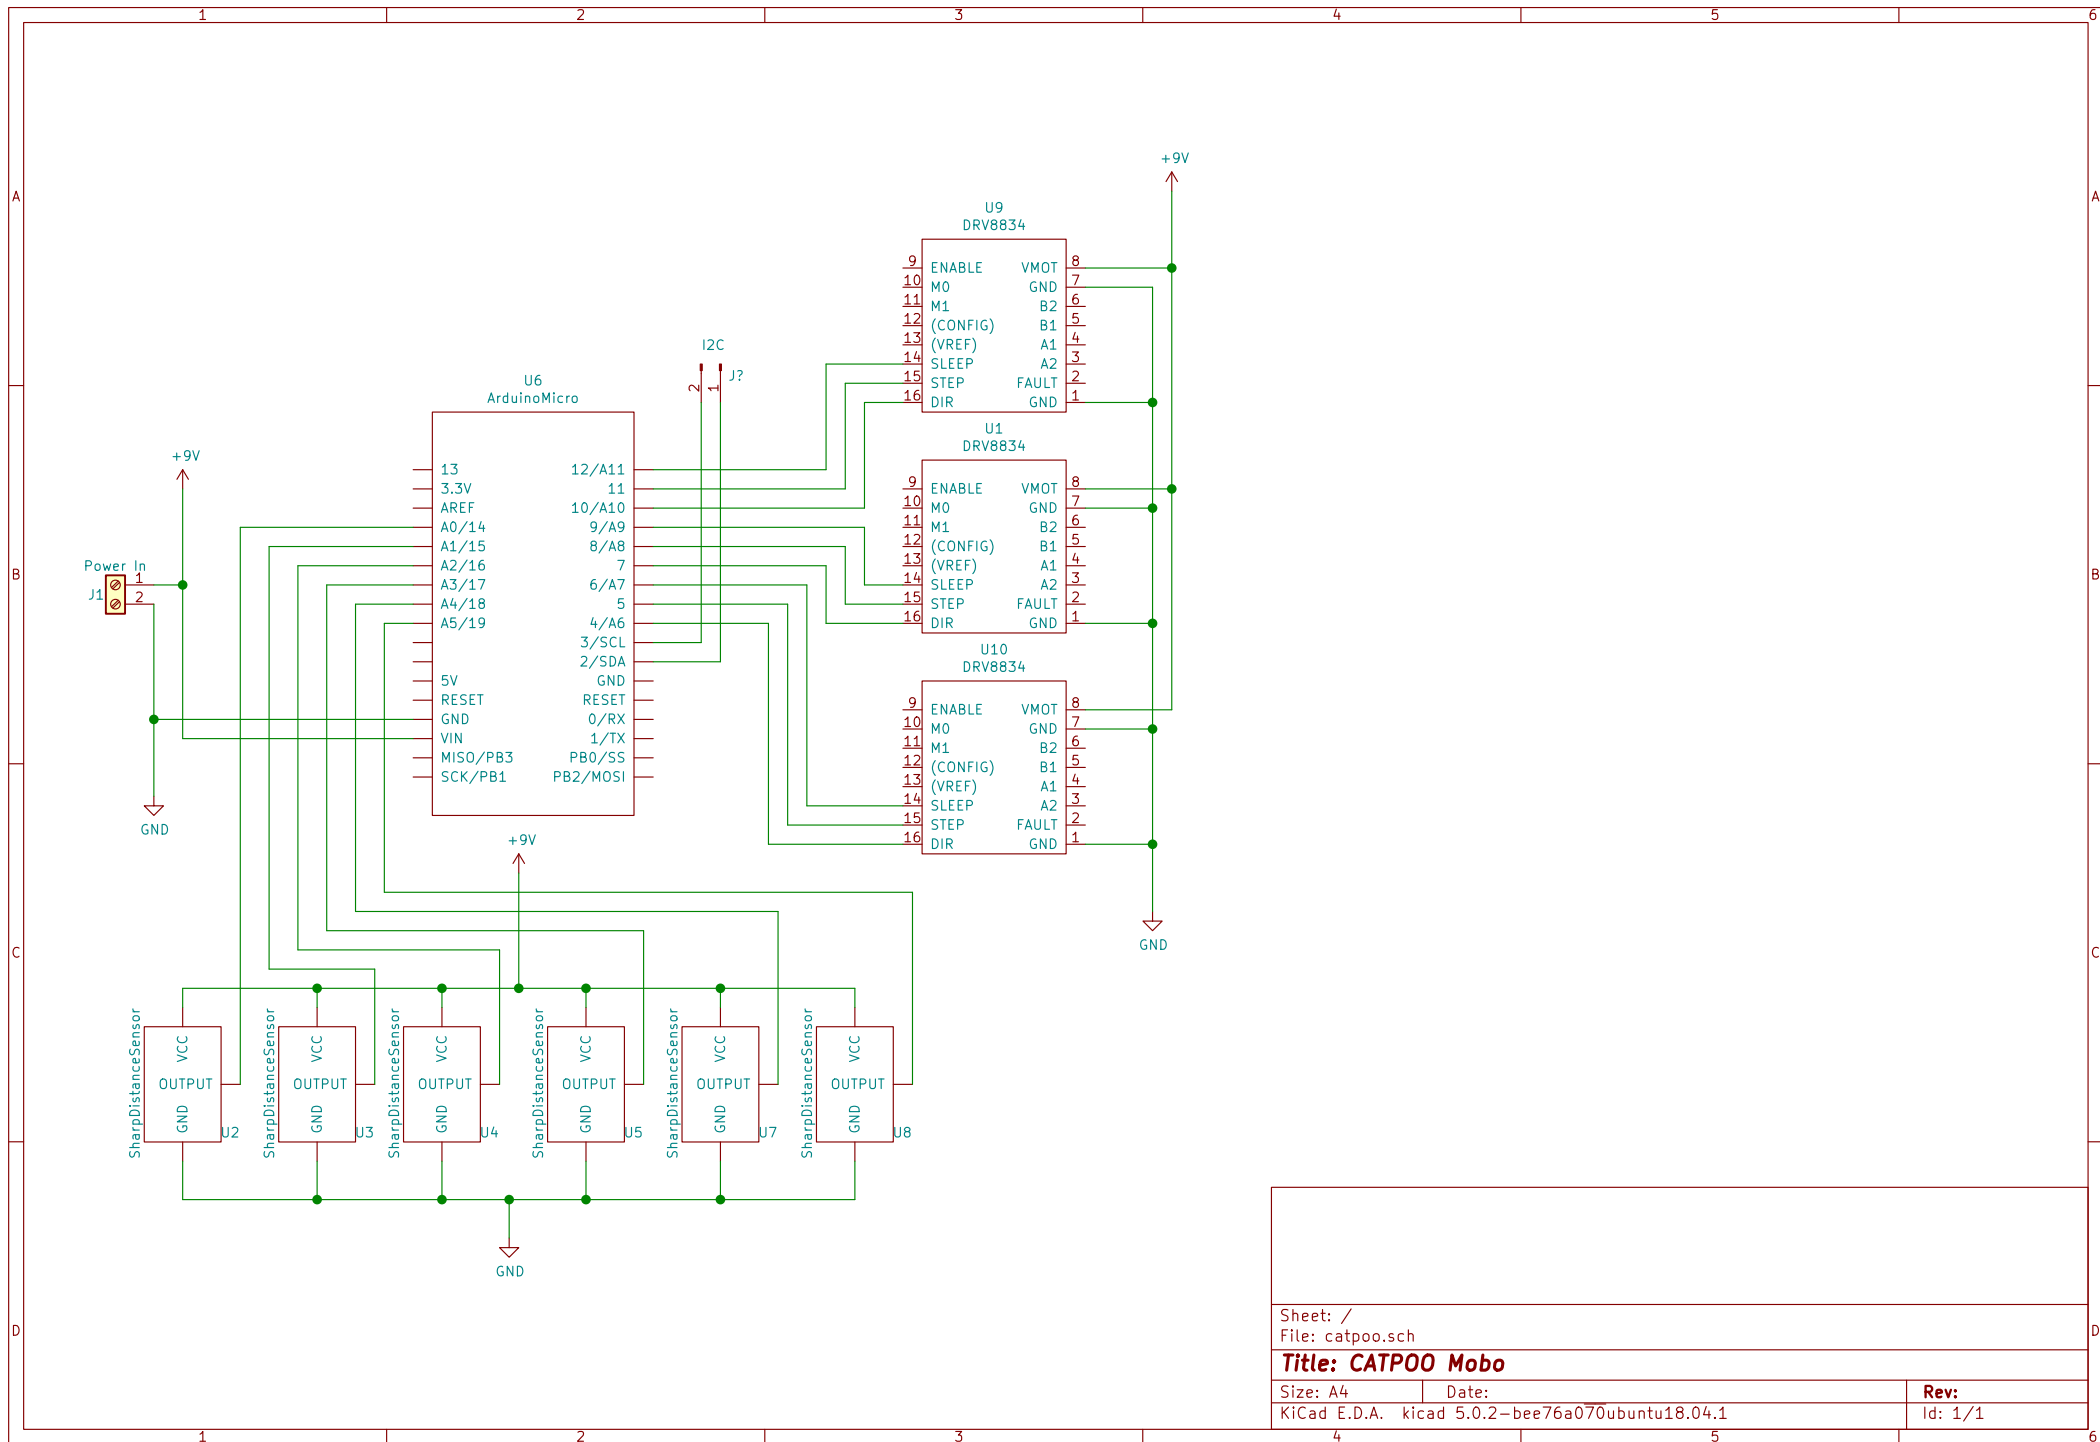 1 2 3 4 5 6
A
A
+9V
U9
DRV8834
9 ENABLE VMOT 8
10 M0 GND 7
11 M1 B2 6
12 (CONFIG) B1 5
13 (VREF) A1 4
14 SLEEP A2 3
15 STEP FAULT 2
16 DIR GND 1
I2C
2 1 J?
U6
ArduinoMicro
13 12/A11
3.3V 11
AREF 10/A10
A0/14 9/A9
A1/15 8/A8
A2/16 7
A3/17 6/A7
A4/18 5
A5/19 4/A6
3/SCL
2/SDA
5V GND
RESET RESET
GND 0/RX
VIN 1/TX
MISO/PB3 PB0/SS
SCK/PB1 PB2/MOSI
U1
DRV8834
9 ENABLE VMOT 8
10 M0 GND 7
11 M1 B2 6
12 (CONFIG) B1 5
13 (VREF) A1 4
14 SLEEP A2 3
15 STEP FAULT 2
16 DIR GND 1
+9V
Power In
B
B
J1 1
2
GND
U10
DRV8834
9 ENABLE VMOT 8
10 M0 GND 7
11 M1 B2 6
12 (CONFIG) B1 5
13 (VREF) A1 4
14 SLEEP A2 3
15 STEP FAULT 2
16 DIR GND 1
GND
+9V
C
C
SharpDistanceSensor
VCC
OUTPUT
GND
U2
SharpDistanceSensor
VCC
OUTPUT
GND
U3
SharpDistanceSensor
VCC
OUTPUT
GND
U4
SharpDistanceSensor
VCC
OUTPUT
GND
U5
SharpDistanceSensor
VCC
OUTPUT
GND
U7
SharpDistanceSensor
VCC
OUTPUT
GND
U8
GND
D
D
Sheet: /
File: catpoo.sch
Title: CATPOO Mobo
Size: A4 Date: Rev:
KiCad E.D.A. kicad 5.0.2-bee76a070ubuntu18.04.1 Id: 1/1
1 2 3 4 5 6